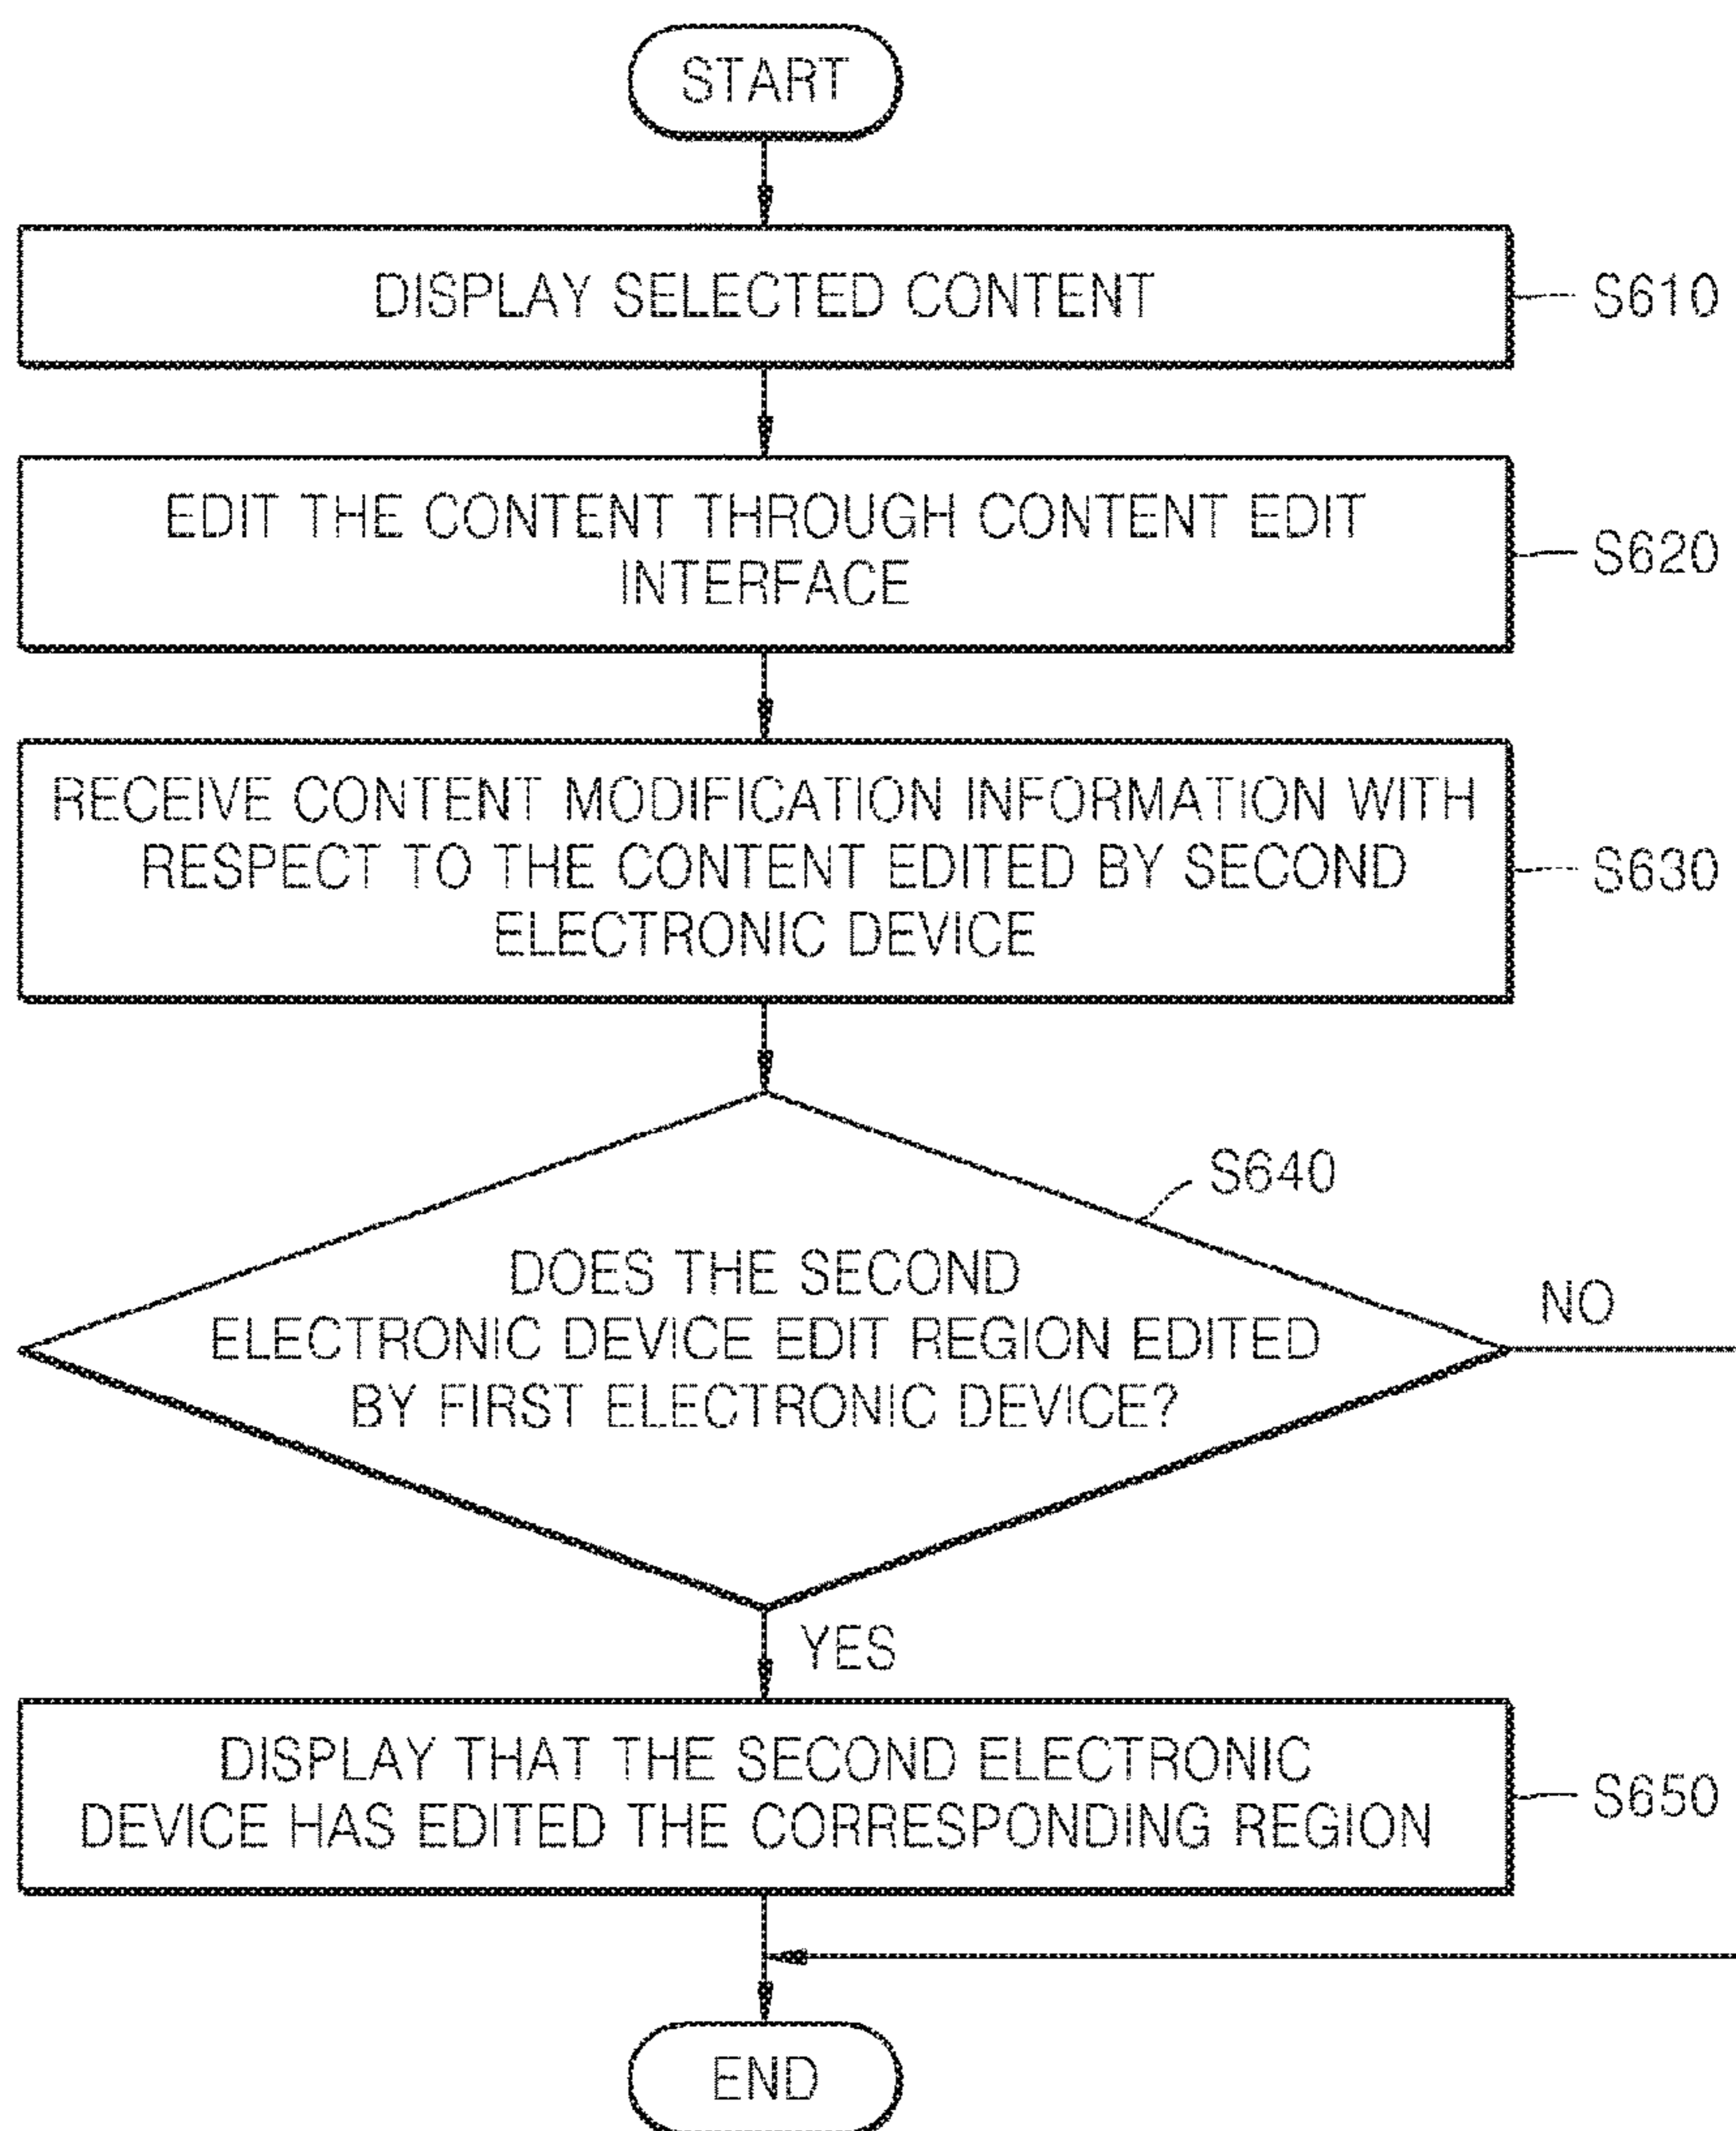 START
DISPLAY SELECTED CONTENT
S610
EDIT THE CONTENT THROUGH CONTENT EDIT
INTERFACE
S620
RECEIVE CONTENT MODIFICATION INFORMATION WITH
RESPECT TO THE CONTENT EDITED BY SECOND
ELECTRONIC DEVICE
S630
S640
DOES THE SECOND
ELECTRONIC DEVICE EDIT REGION EDITED
BY FIRST ELECTRONIC DEVICE?
NO
YES
DISPLAY THAT THE SECOND ELECTRONIC
DEVICE HAS EDITED THE CORRESPONDING REGION
S650
END